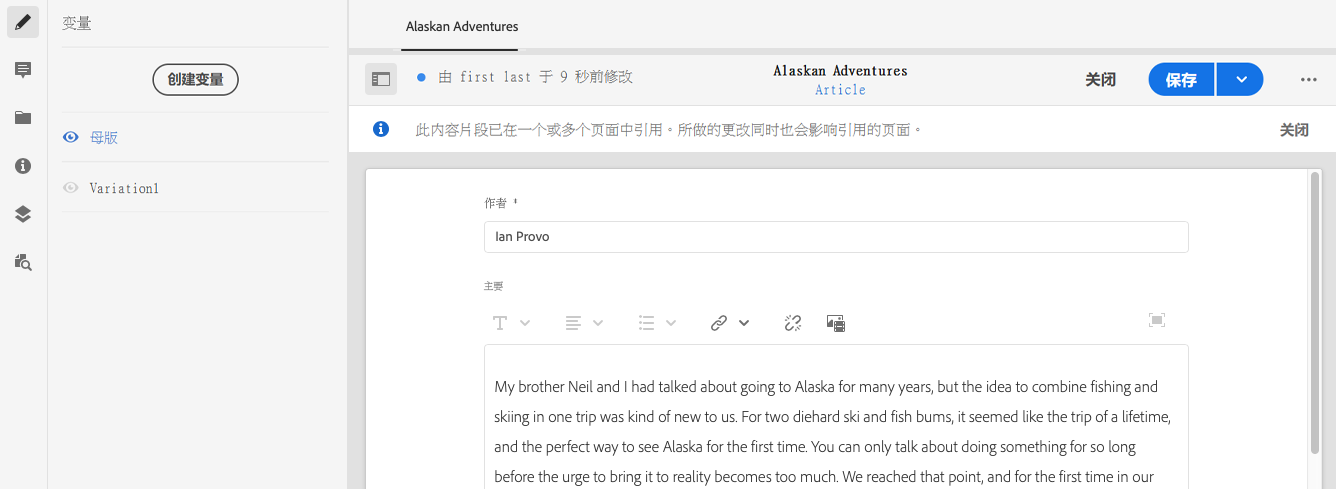 变量
创建变量
母版
Variation1
Alaskan Adventures
由 first last 于 9 秒前修改
Alaskan Adventures
Article
关闭
保存
此内容片段已在一个或多个页面中引用。所做的更改同时也会影响引用的页面。
关闭
作者 *
Ian Provo
主要
My brother Neil and I had talked about going to Alaska for many years, but the idea to combine fishing and
skiing in one trip was kind of new to us. For two diehard ski and fish bums, it seemed like the trip of a lifetime,
and the perfect way to see Alaska for the first time. You can only talk about doing something for so long
before the urge to bring it to reality becomes too much. We reached that point, and for the first time in our